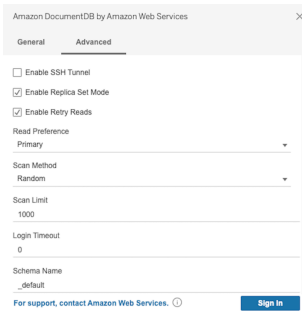 Amazon DocumentDB by Amazon Web Services
General Advanced
Enable SSH Tunnel
Enable Replica Set Mode
Enable Retry Reads
Read Preference
Primary
Scan Method
Random
Scan Limit
1000
Login Timeout
0
Schema Name
_default
For support, contact Amazon Web Services. Sign In